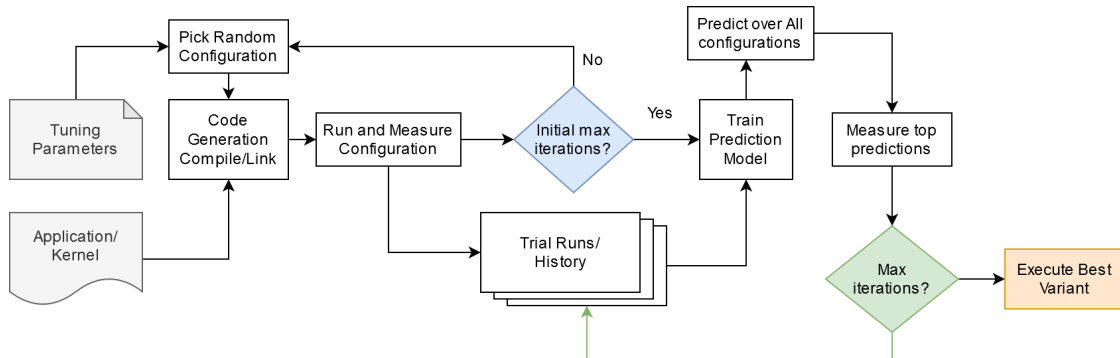 Pick Random
Configuration
Predict over All
configurations
No
Tuning
Parameters
Code
Generation
Compile/Link
Run and Measure
Configuration
Initial max
iterations?
Yes
Train
Prediction
Model
Measure top
predictions
Application/
Kernel
Trial Runs/
History
Max
iterations?
Execute Best
Variant